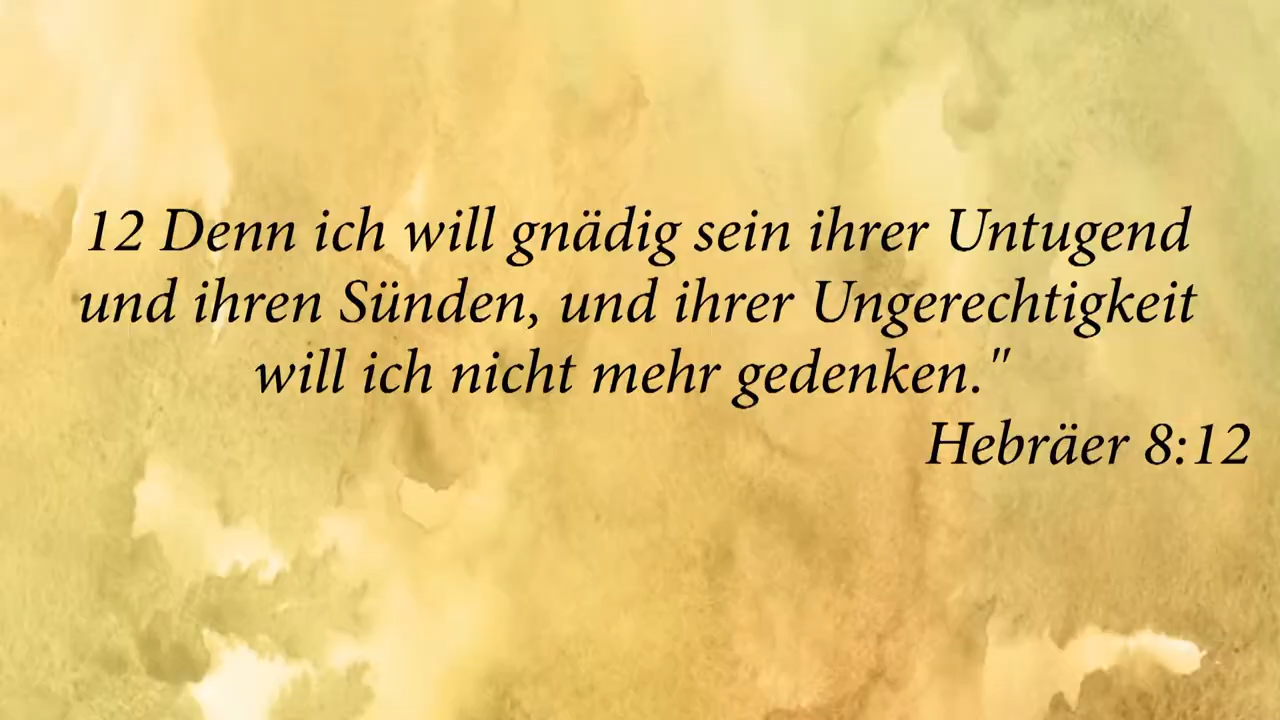 12 Denn ich will gnädig sein ihrer Untugend
und ihren Sünden, und ihrer Ungerechtigkeit
will ich nicht mehr gedenken."
Hebräer 8:12